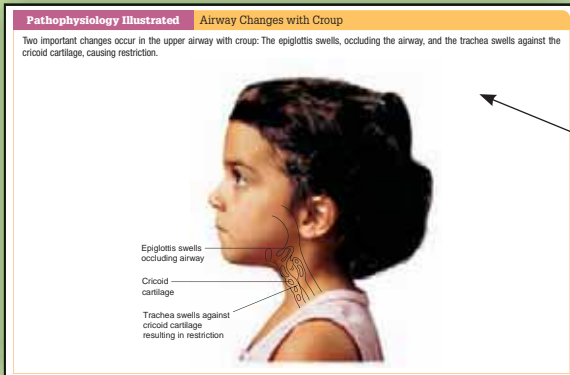 Pathophysiology Illustrated Airway Changes with Croup
Two important changes occur in the upper airway with croup: The epiglottis swells, occluding the airway, and the trachea swells against the
cricoid cartilage, causing restriction.
Epiglottis swells
occluding airway
Cricoid
cartilage
Trachea swells against
cricoid cartilage
resulting in restriction